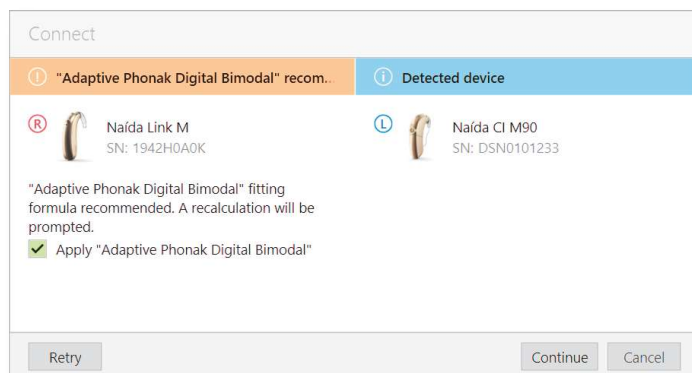 Connect
"Adaptive Phonak Digital Bimodal" recom...
Detected device
R
Naída Link M
SN: 1942H0A0K
L
Naída CI M90
SN: DSN0101233
"Adaptive Phonak Digital Bimodal" fitting
formula recommended. A recalculation will be
prompted.
Apply "Adaptive Phonak Digital Bimodal"
Retry
Continue
Cancel